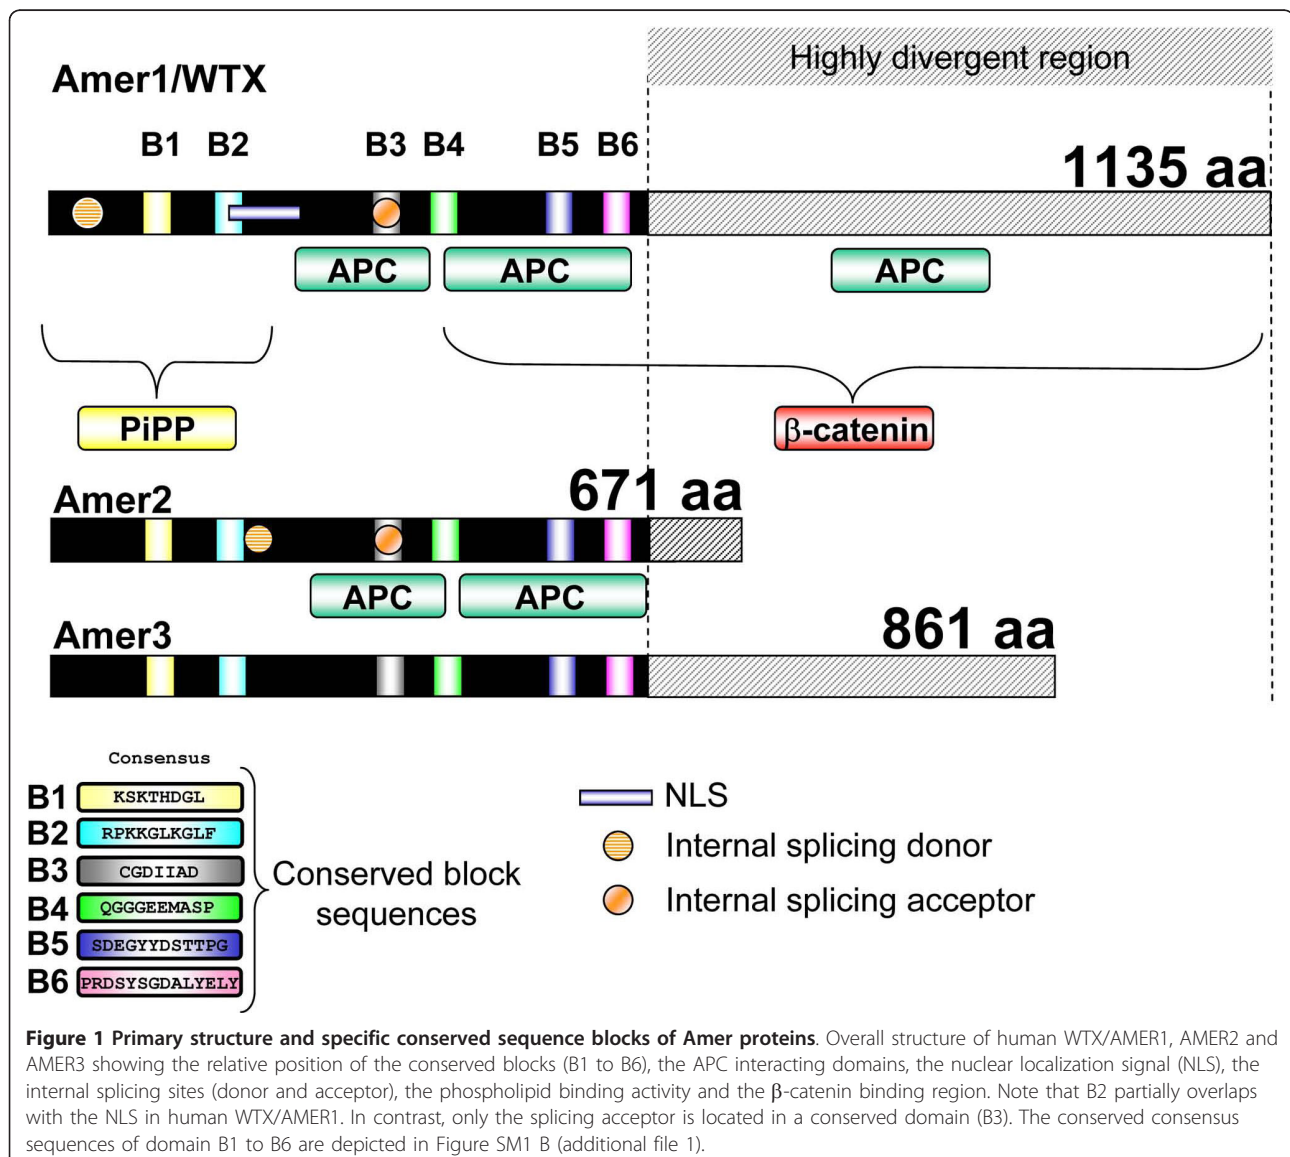 Highly divergent region
Amer1/WTX
B1 B2 B3 B4 B5 B6
1135 aa
APC APC APC
PiPP
β-catenin
Amer2
671 aa
APC APC
Amer3
861 aa
Consensus
B1 KSKTHDGL
B2 RPKKGLKGLF
B3 CGDIIAD
B4 QGGGEEMASP
B5 SDEGYYDSTTPG
B6 PRDSYSGDALYELY
Conserved block
sequences
NLS
Internal splicing donor
Internal splicing acceptor
Figure 1 Primary structure and specific conserved sequence blocks of Amer proteins. Overall structure of human WTX/AMER1, AMER2 and
AMER3 showing the relative position of the conserved blocks (B1 to B6), the APC interacting domains, the nuclear localization signal (NLS), the
internal splicing sites (donor and acceptor), the phospholipid binding activity and the β-catenin binding region. Note that B2 partially overlaps
with the NLS in human WTX/AMER1. In contrast, only the splicing acceptor is located in a conserved domain (B3). The conserved consensus
sequences of domain B1 to B6 are depicted in Figure SM1 B (additional file 1).